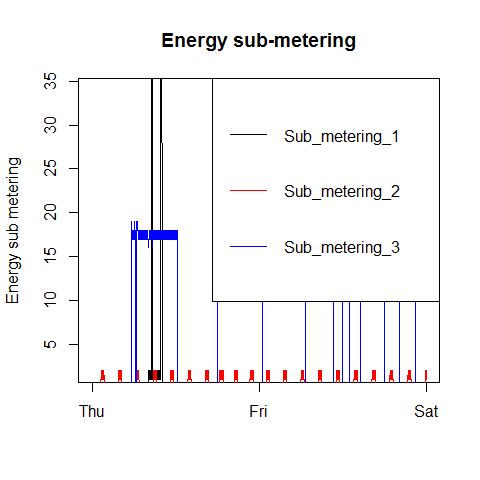 Energy sub-metering
Energy sub metering
35
30
25
20
15
10
5
Sub_metering_1
Sub_metering_2
Sub_metering_3
Thu
Fri
Sat